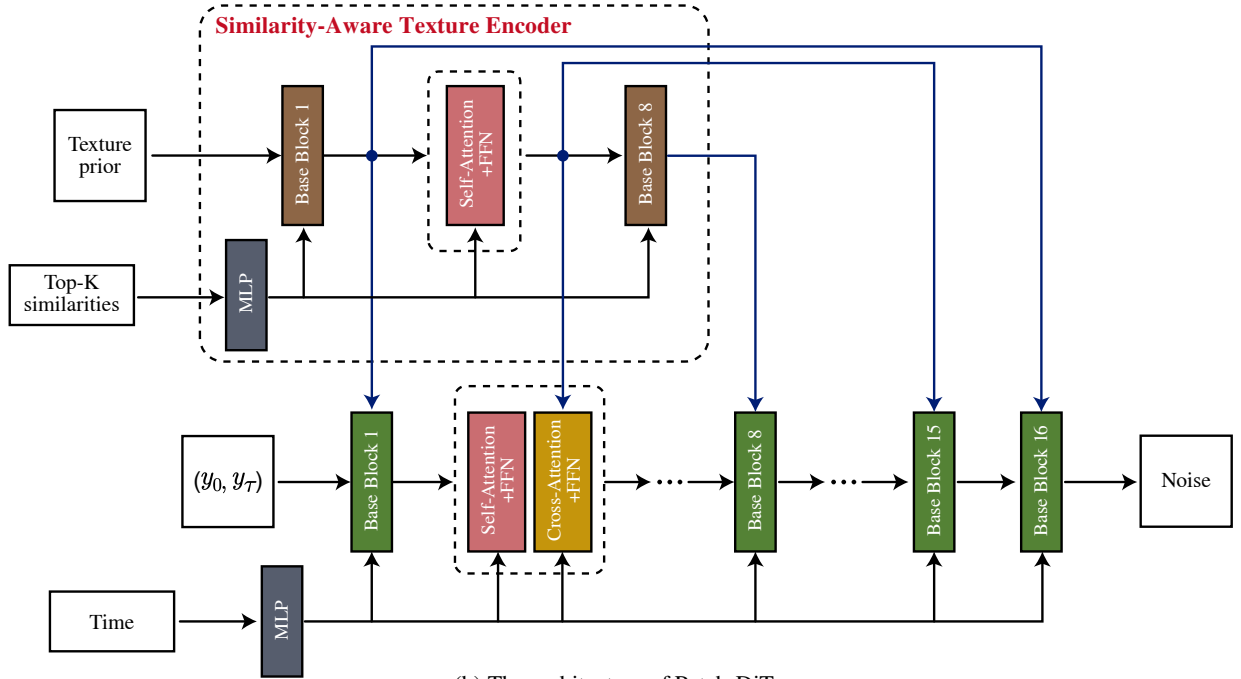 Similarity-Aware Texture Encoder
Texture
prior
Base Block 1
Self-Attention
+FFN
Base Block 8
Top-K
similarities
MLP
(y₀, y_τ)
Base Block 1
Self-Attention
+FFN
Cross-Attention
+FFN
...
Base Block 8
...
Base Block 15
Base Block 16
Noise
Time
MLP